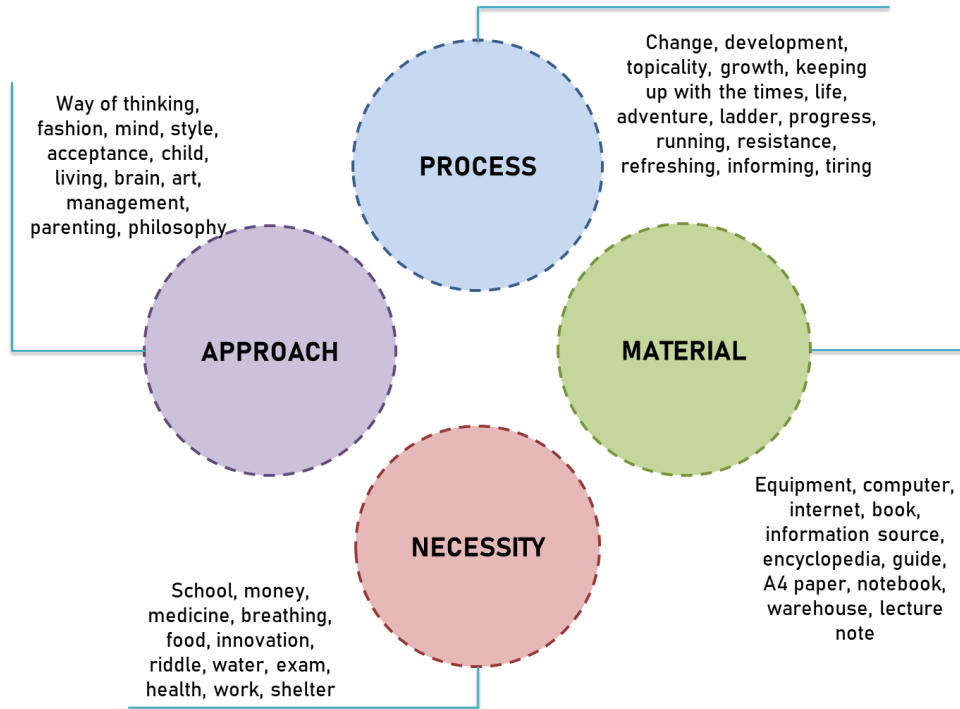 PROCESS
Change, development,
topicality, growth, keeping
up with the times, life,
adventure, ladder, progress,
running, resistance,
refreshing, informing, tiring
Way of thinking,
fashion, mind, style,
acceptance, child,
living, brain, art,
management,
parenting, philosophy
APPROACH
MATERIAL
Equipment, computer,
internet, book,
information source,
encyclopedia, guide,
A4 paper, notebook,
warehouse, lecture
note
NECESSITY
School, money,
medicine, breathing,
food, innovation,
riddle, water, exam,
health, work, shelter